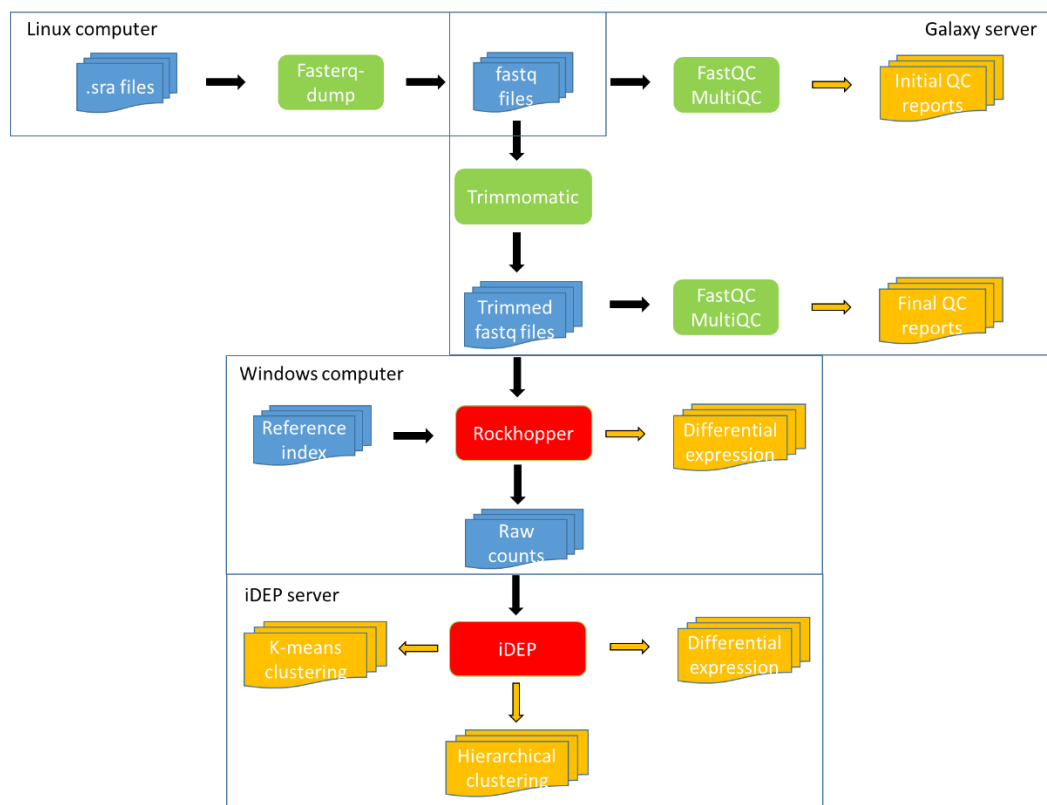 Linux computer
Galaxy server
.sra files
Fasterq-
dump
fastq
files
FastQC
MultiQC
Initial QC
reports
Trimmomatic
Trimmed
fastq files
FastQC
MultiQC
Final QC
reports
Windows computer
Reference
index
Rockhopper
Differential
expression
Raw
counts
iDEP server
K-means
clustering
iDEP
Differential
expression
Hierarchical
clustering